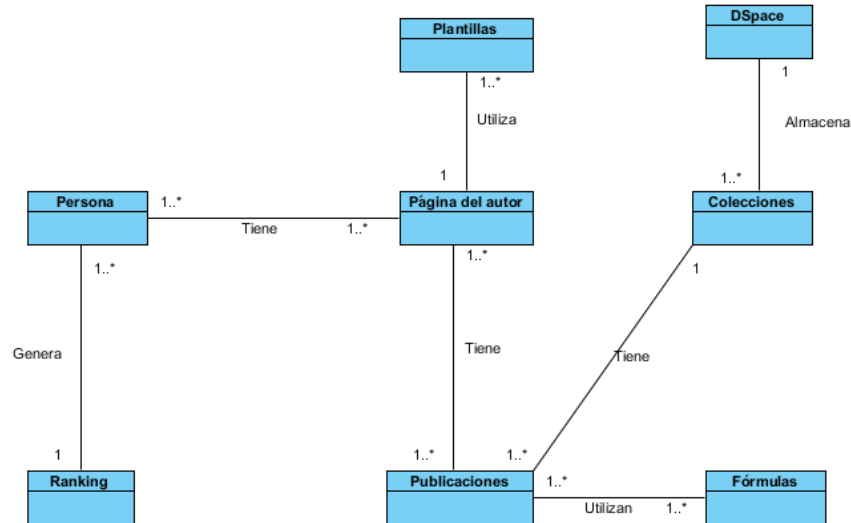 DSpace
Plantillas
1..*
1
Utiliza
Almacena
1
1..*
Persona
1..*
Página del autor
Colecciones
Tiene
1..*
1..*
1..*
1
Genera
Tiene
Tiene
1
1..*
1..*
Ranking
Publicaciones
1..*
Fórmulas
Utilizan
1..*